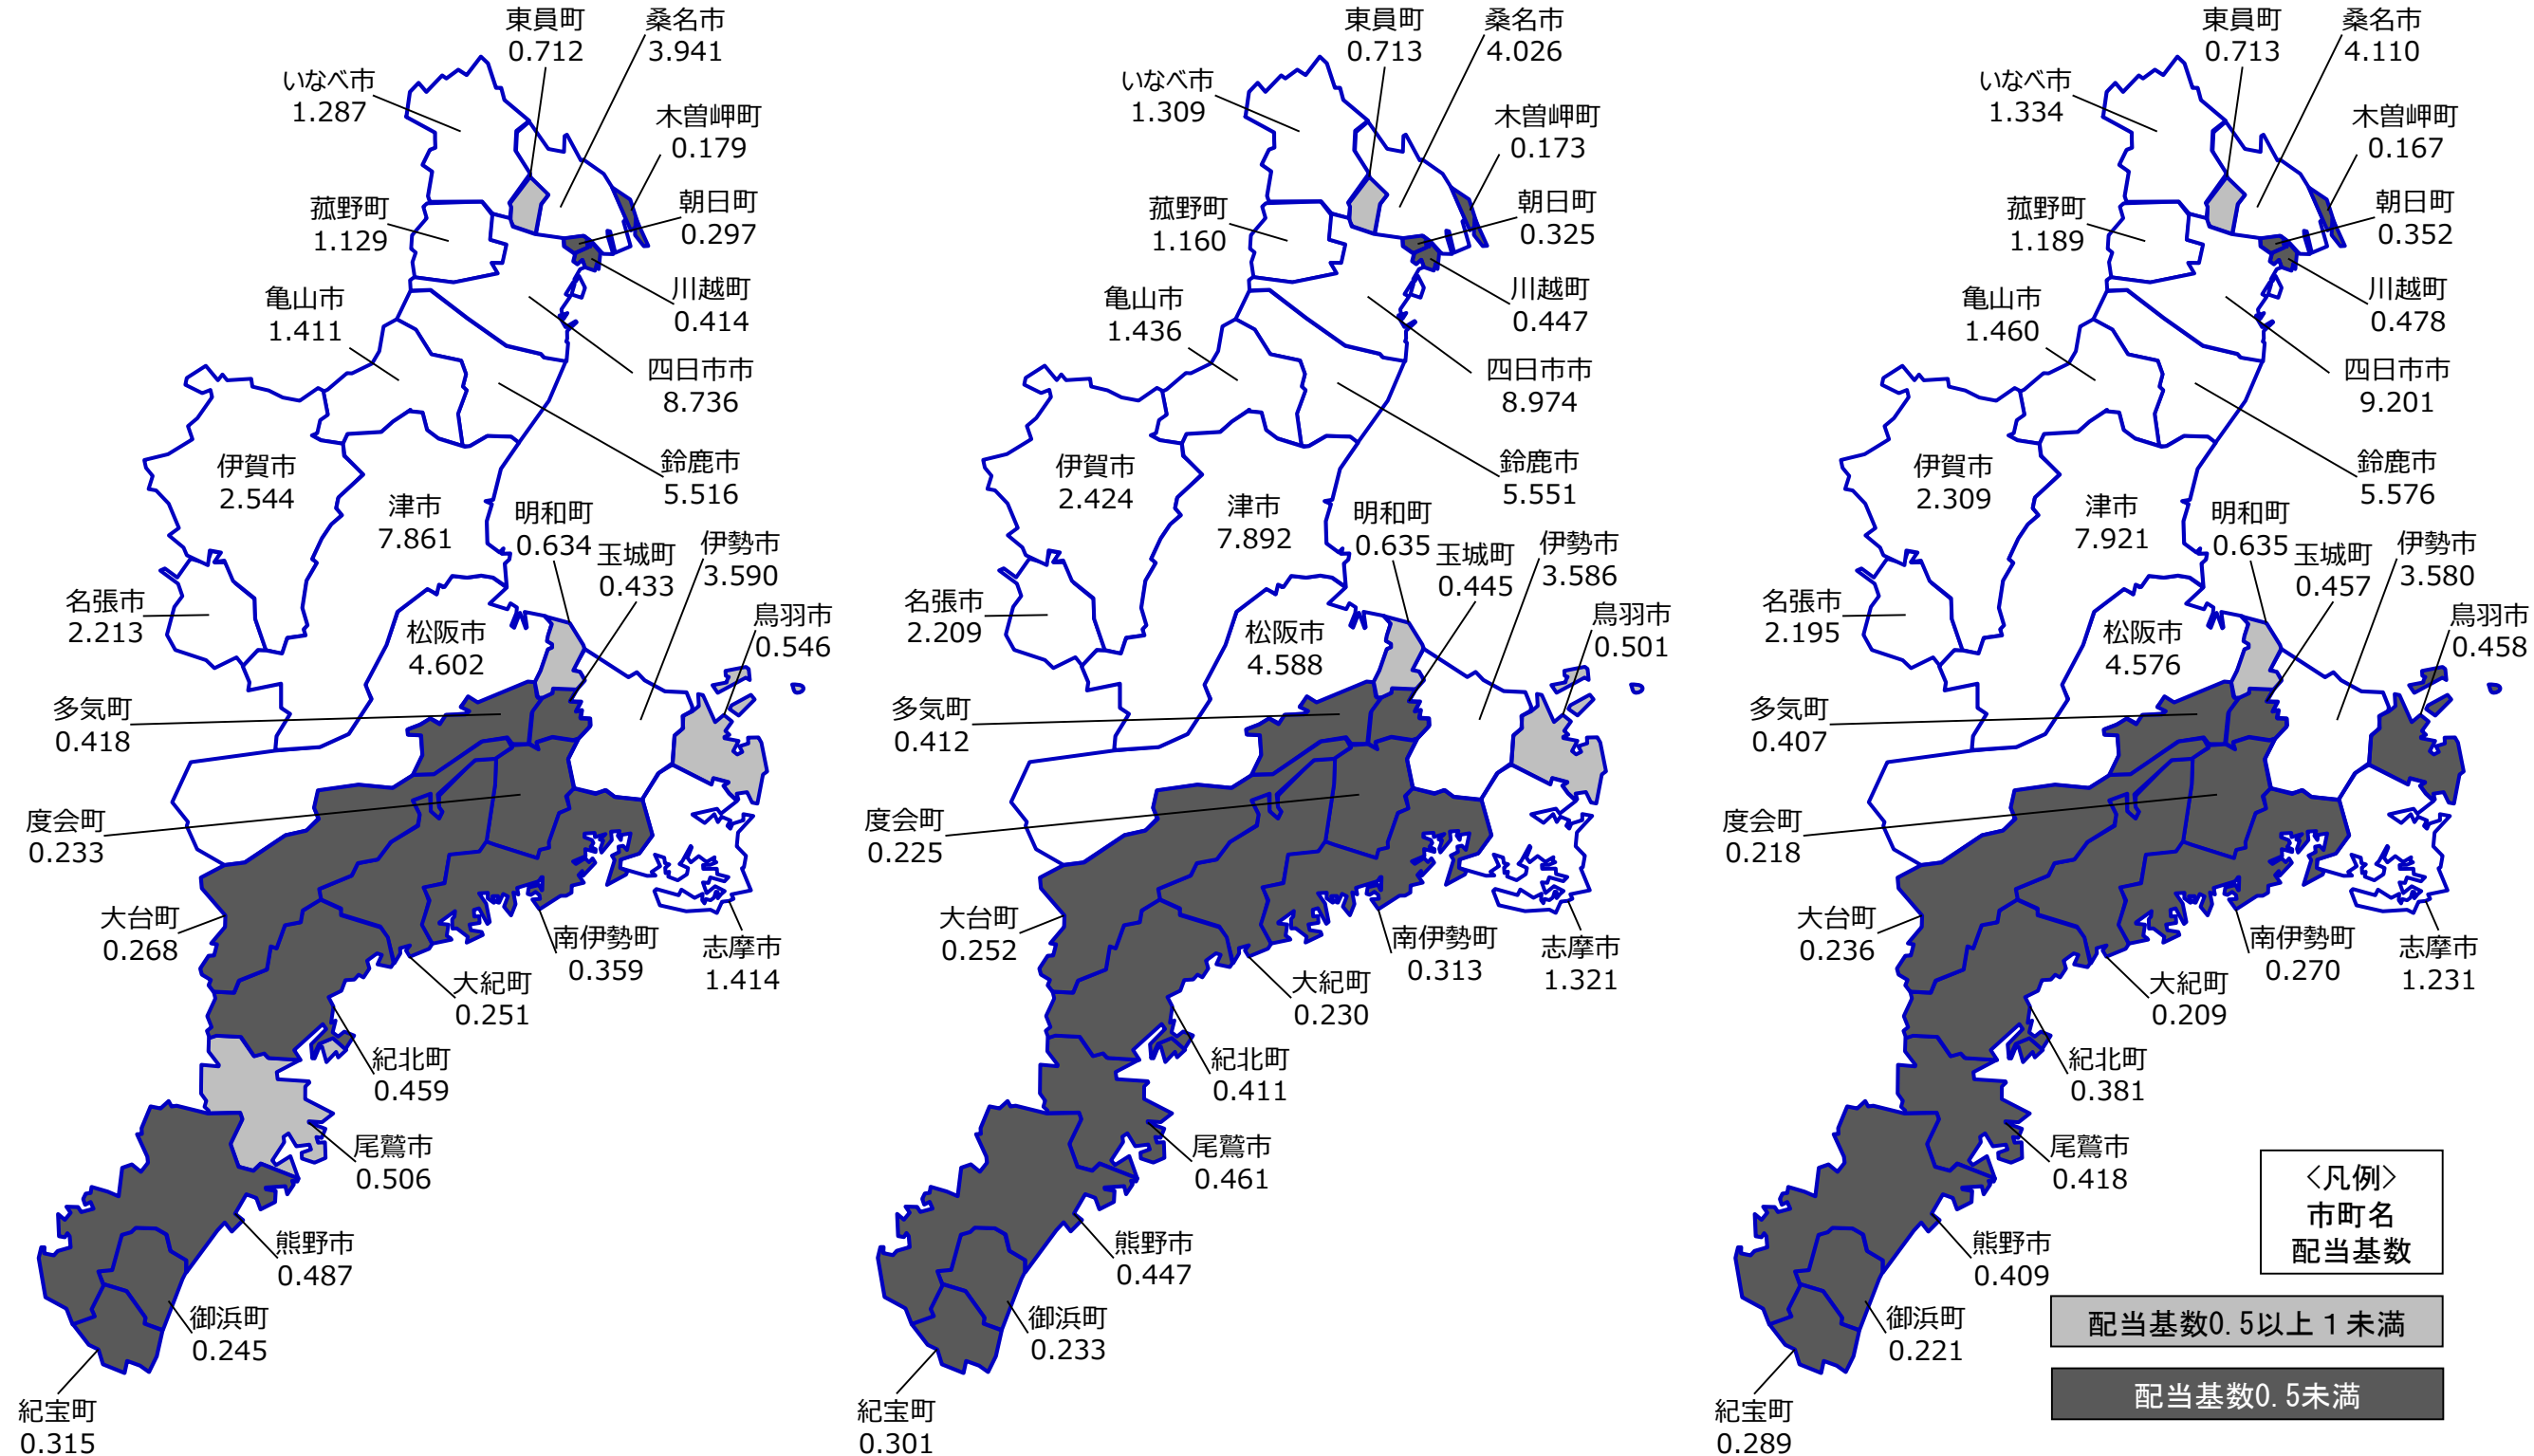 東員町
0.712
桑名市
3.941
いなべ市
1.287
木曽岬町
0.179
菰野町
1.129
朝日町
0.297
亀山市
1.411
川越町
0.414
四日市市
8.736
伊賀市
2.544
鈴鹿市
5.516
津市
7.861
明和町
0.634
玉城町
0.433
伊勢市
3.590
名張市
2.213
松阪市
4.602
鳥羽市
0.546
多気町
0.418
度会町
0.233
大台町
0.268
南伊勢町
0.359
志摩市
1.414
大紀町
0.251
紀北町
0.459
尾鷲市
0.506
熊野市
0.487
御浜町
0.245
紀宝町
0.315
東員町
0.713
桑名市
4.026
いなべ市
1.309
木曽岬町
0.173
菰野町
1.160
朝日町
0.325
亀山市
1.436
川越町
0.447
四日市市
8.974
伊賀市
2.424
鈴鹿市
5.551
津市
7.892
明和町
0.635
玉城町
0.445
伊勢市
3.586
名張市
2.209
松阪市
4.588
鳥羽市
0.501
多気町
0.412
度会町
0.225
大台町
0.252
南伊勢町
0.313
志摩市
1.321
大紀町
0.230
紀北町
0.411
尾鷲市
0.461
熊野市
0.447
御浜町
0.233
紀宝町
0.301
東員町
0.713
桑名市
4.110
いなべ市
1.334
木曽岬町
0.167
菰野町
1.189
朝日町
0.352
亀山市
1.460
川越町
0.478
四日市市
9.201
伊賀市
2.309
鈴鹿市
5.576
津市
7.921
明和町
0.635
玉城町
0.457
伊勢市
3.580
名張市
2.195
松阪市
4.576
鳥羽市
0.458
多気町
0.407
度会町
0.218
大台町
0.236
南伊勢町
0.270
志摩市
1.231
大紀町
0.209
紀北町
0.381
尾鷲市
0.418
熊野市
0.409
御浜町
0.221
紀宝町
0.289
<凡例>
市町名
配当基数
配当基数0.5以上１未満
配当基数0.5未満